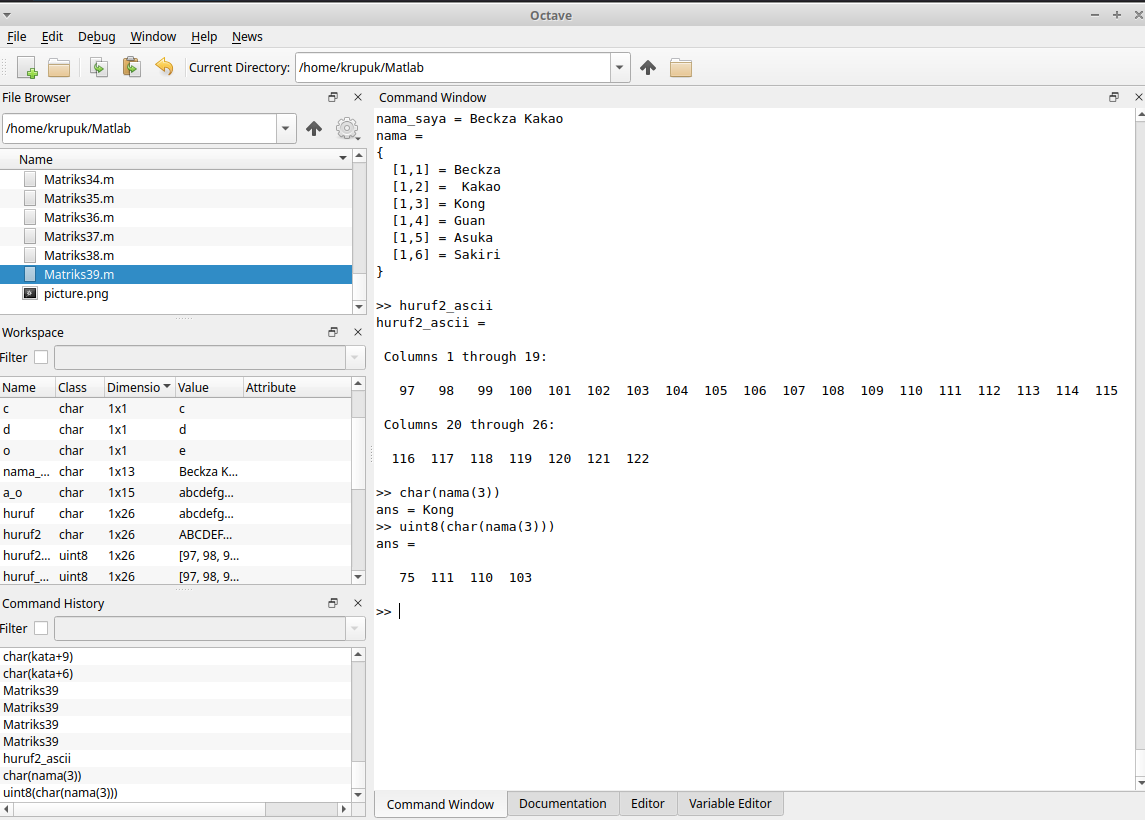 Octave
File Edit Debug Window Help News
Current Directory: /home/krupuk/Matlab
File Browser
/home/krupuk/Matlab
Name
Matriks34.m
Matriks35.m
Matriks36.m
Matriks37.m
Matriks38.m
Matriks39.m
picture.png
Workspace
Filter
Name Class Dimensio Value Attribute
c char 1x1 c
d char 1x1 d
o char 1x1 e
nama_... char 1x13 Beckza K...
a_o char 1x15 abcdefg...
huruf char 1x26 abcdefg...
huruf2 char 1x26 ABCDEF...
huruf2... uint8 1x26 [97, 98, 9...
huruf_... uint8 1x26 [97, 98, 9...
Command History
Filter
char(kata+9)
char(kata+6)
Matriks39
Matriks39
Matriks39
Matriks39
huruf2_ascii
char(nama(3))
uint8(char(nama(3)))
Command Window
nama_saya = Beckza Kakao
nama =
{
  [1,1] = Beckza
  [1,2] =  Kakao
  [1,3] = Kong
  [1,4] = Guan
  [1,5] = Asuka
  [1,6] = Sakiri
}
>> huruf2_ascii
huruf2_ascii =
 Columns 1 through 19:
   97   98   99  100  101  102  103  104  105  106  107  108  109  110  111  112  113  114  115
 Columns 20 through 26:
  116  117  118  119  120  121  122
>> char(nama(3))
ans = Kong
>> uint8(char(nama(3)))
ans =
   75  111  110  103
>>
Command Window Documentation Editor Variable Editor